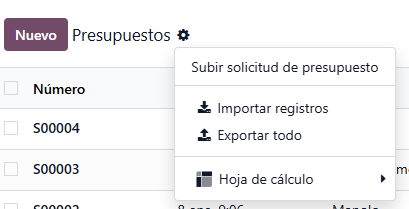 Nuevo Presupuestos
Subir solicitud de presupuesto
Número
Importar registros
S00004
Exportar todo
S00003
Hoja de cálculo